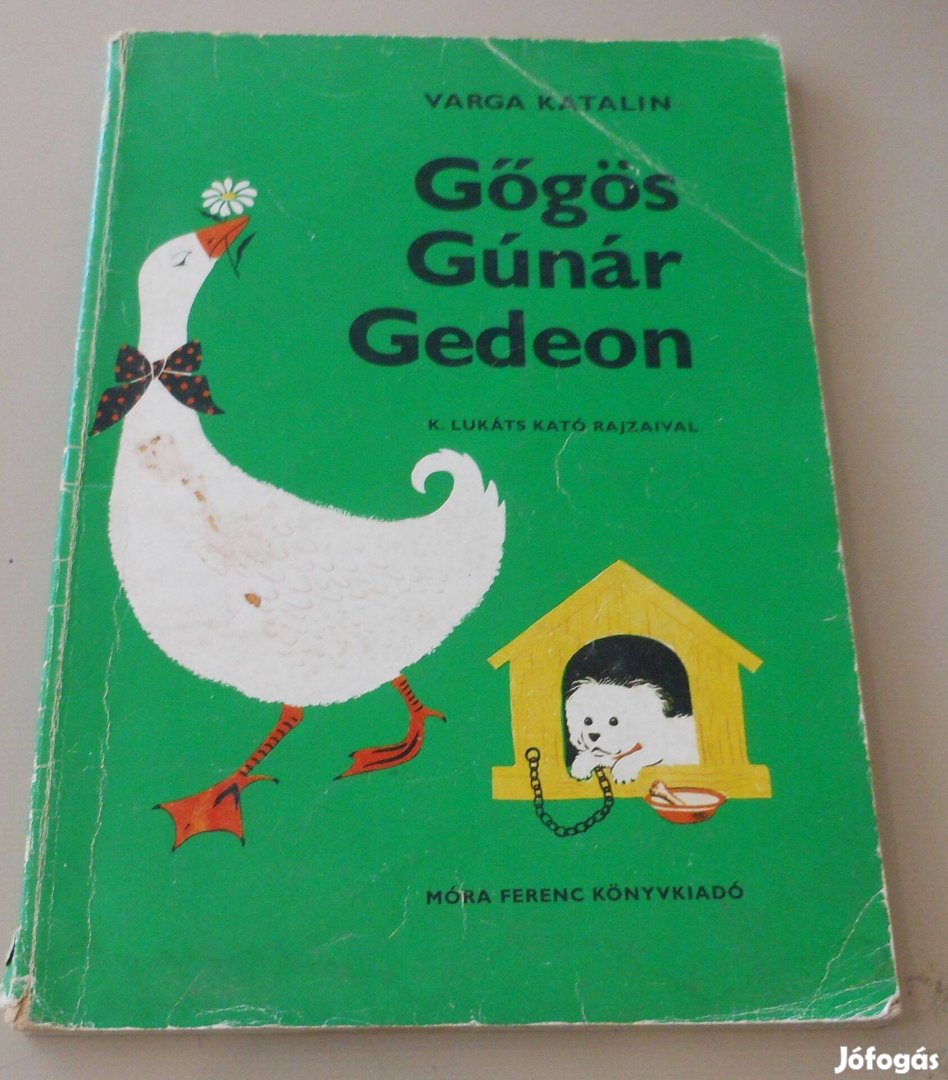 VARGA KATALIN
Gőgös
Gúnár
Gedeon
K. LUKÁTS KATÓ RAJZAIVAL
MÓRA FERENC KÖNYVKIADÓ
Jófogás